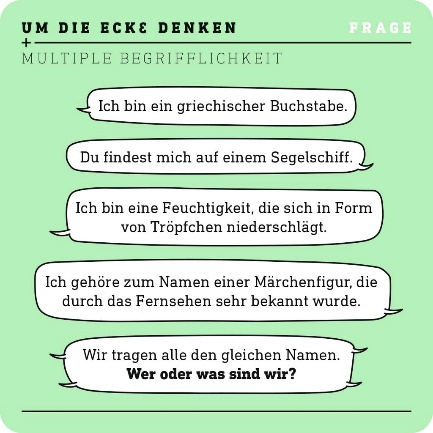 UM DIE ECKE DENKEN
FRAGE
MULTIPLE BEGRIFFLICHKEIT
Ich bin ein griechischer Buchstabe.
Du findest mich auf einem Segelschiff.
Ich bin eine Feuchtigkeit, die sich in Form
von Tröpfchen niederschlägt.
Ich gehöre zum Namen einer Märchenfigur, die
durch das Fernsehen sehr bekannt wurde.
Wir tragen alle den gleichen Namen.
Wer oder was sind wir?